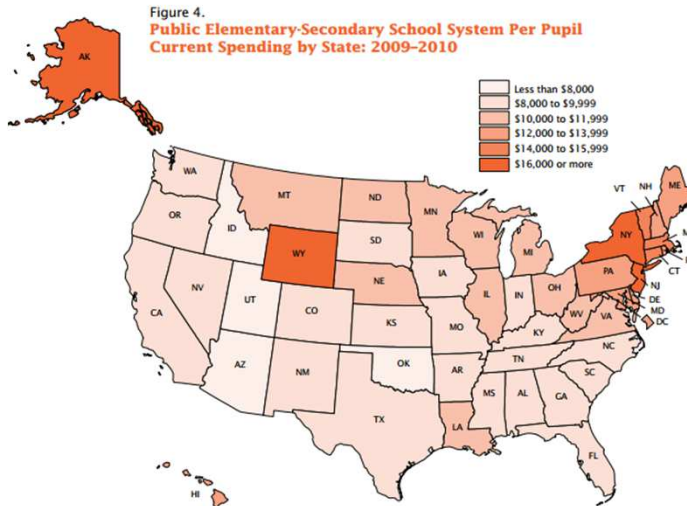 Figure 4.
Public Elementary-Secondary School System Per Pupil
Current Spending by State: 2009–2010
AK
Less than $8,000
$8,000 to $9,999
$10,000 to $11,999
$12,000 to $13,999
$14,000 to $15,999
$16,000 or more
WA
MT
ND
MN
VT
NH
ME
OR
ID
WY
SD
WI
MI
NY
M
CT
NV
UT
CO
NE
IA
IL
IN
OH
PA
NJ
DE
MD
DC
CA
KS
MO
KY
WV
VA
AZ
NM
OK
AR
TN
NC
SC
TX
LA
MS
AL
GA
FL
HI